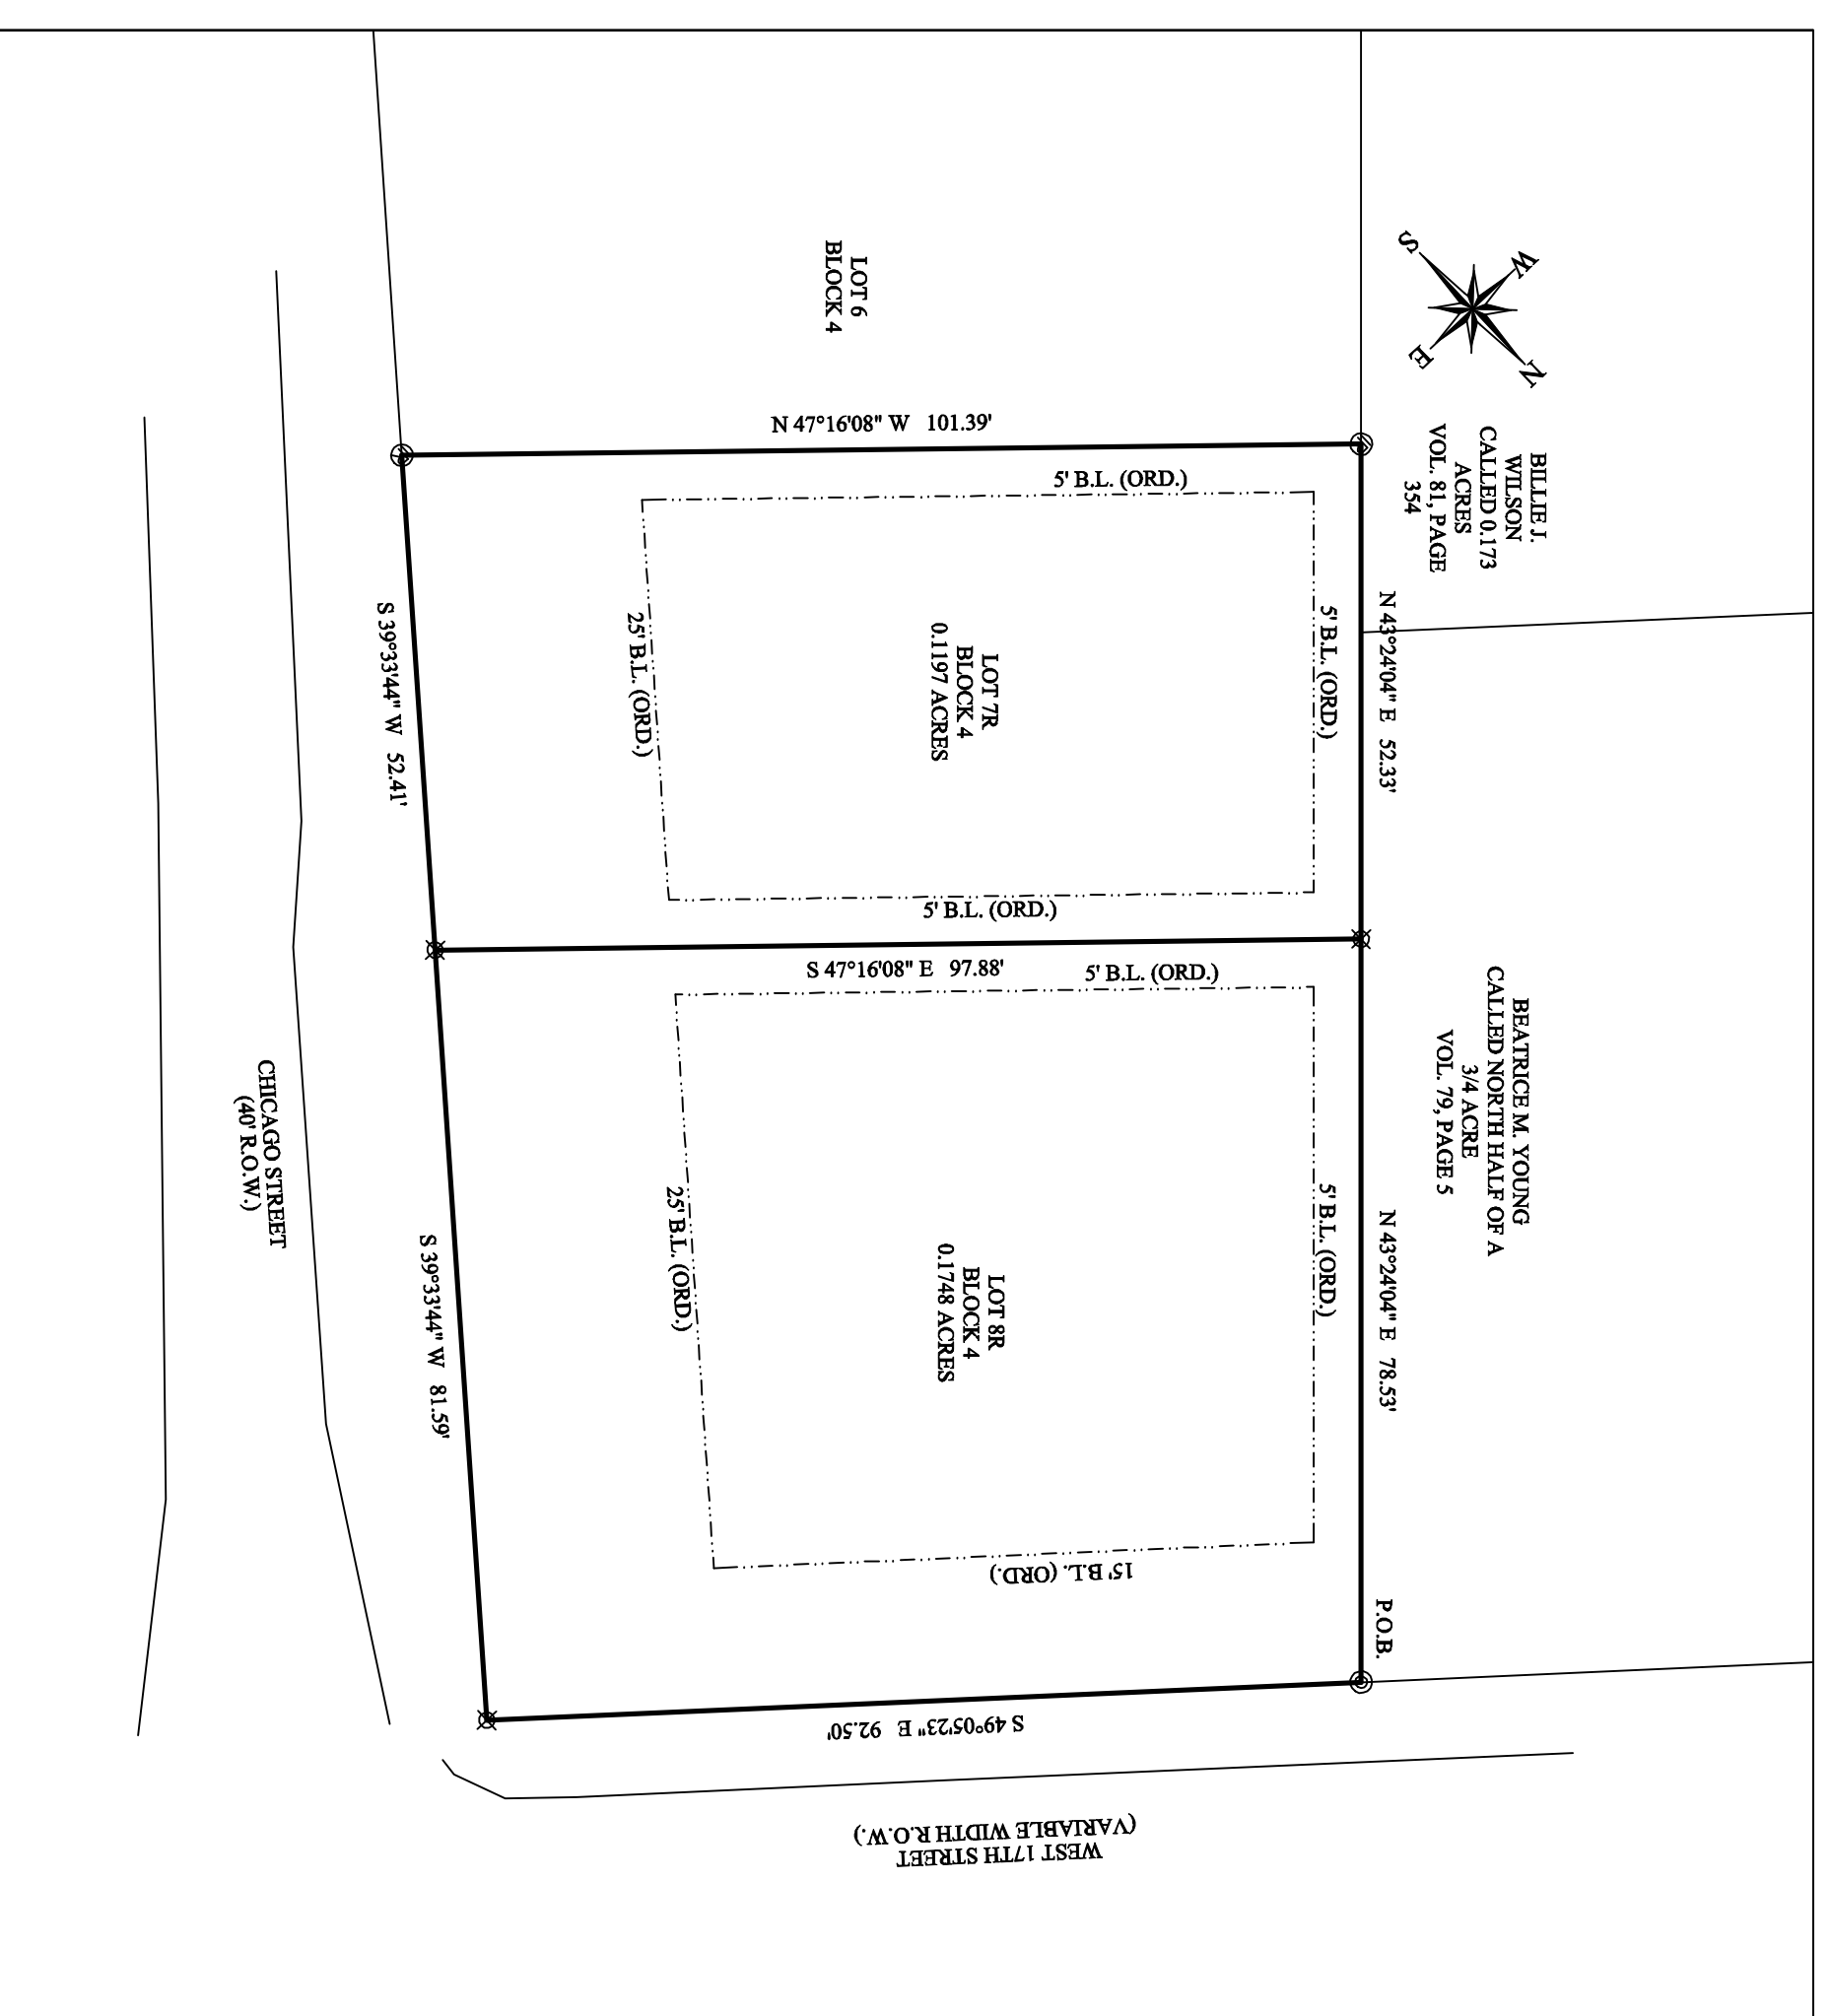 S
W
E
N
LOT 6
BLOCK 4
BILLIE J.
WILSON
CALLED 0.173
ACRES
VOL. 81, PAGE
354
N 47°16'08" W 101.39'
5' B.L. (ORD.)
5' B.L. (ORD.)
N 43°24'04" E 52.33'
LOT 7R
BLOCK 4
0.1197 ACRES
25' B.L. (ORD.)
S 39°33'44" W 52.41'
5' B.L. (ORD.)
S 47°16'08" E 97.88'
5' B.L. (ORD.)
BEATRICE M. YOUNG
CALLED NORTH HALF OF A
3/4 ACRE
VOL. 79, PAGE 5
CHICAGO STREET
(40' R.O.W.)
5' B.L. (ORD.)
N 43°24'04" E 78.53'
LOT 8R
BLOCK 4
0.1748 ACRES
25' B.L. (ORD.)
S 39°33'44" W 81.59'
15' B.L. (ORD.)
P.O.B.
S 49°05'23" E 92.50'
WEST 17TH STREET
(VARIABLE WIDTH R.O.W.)